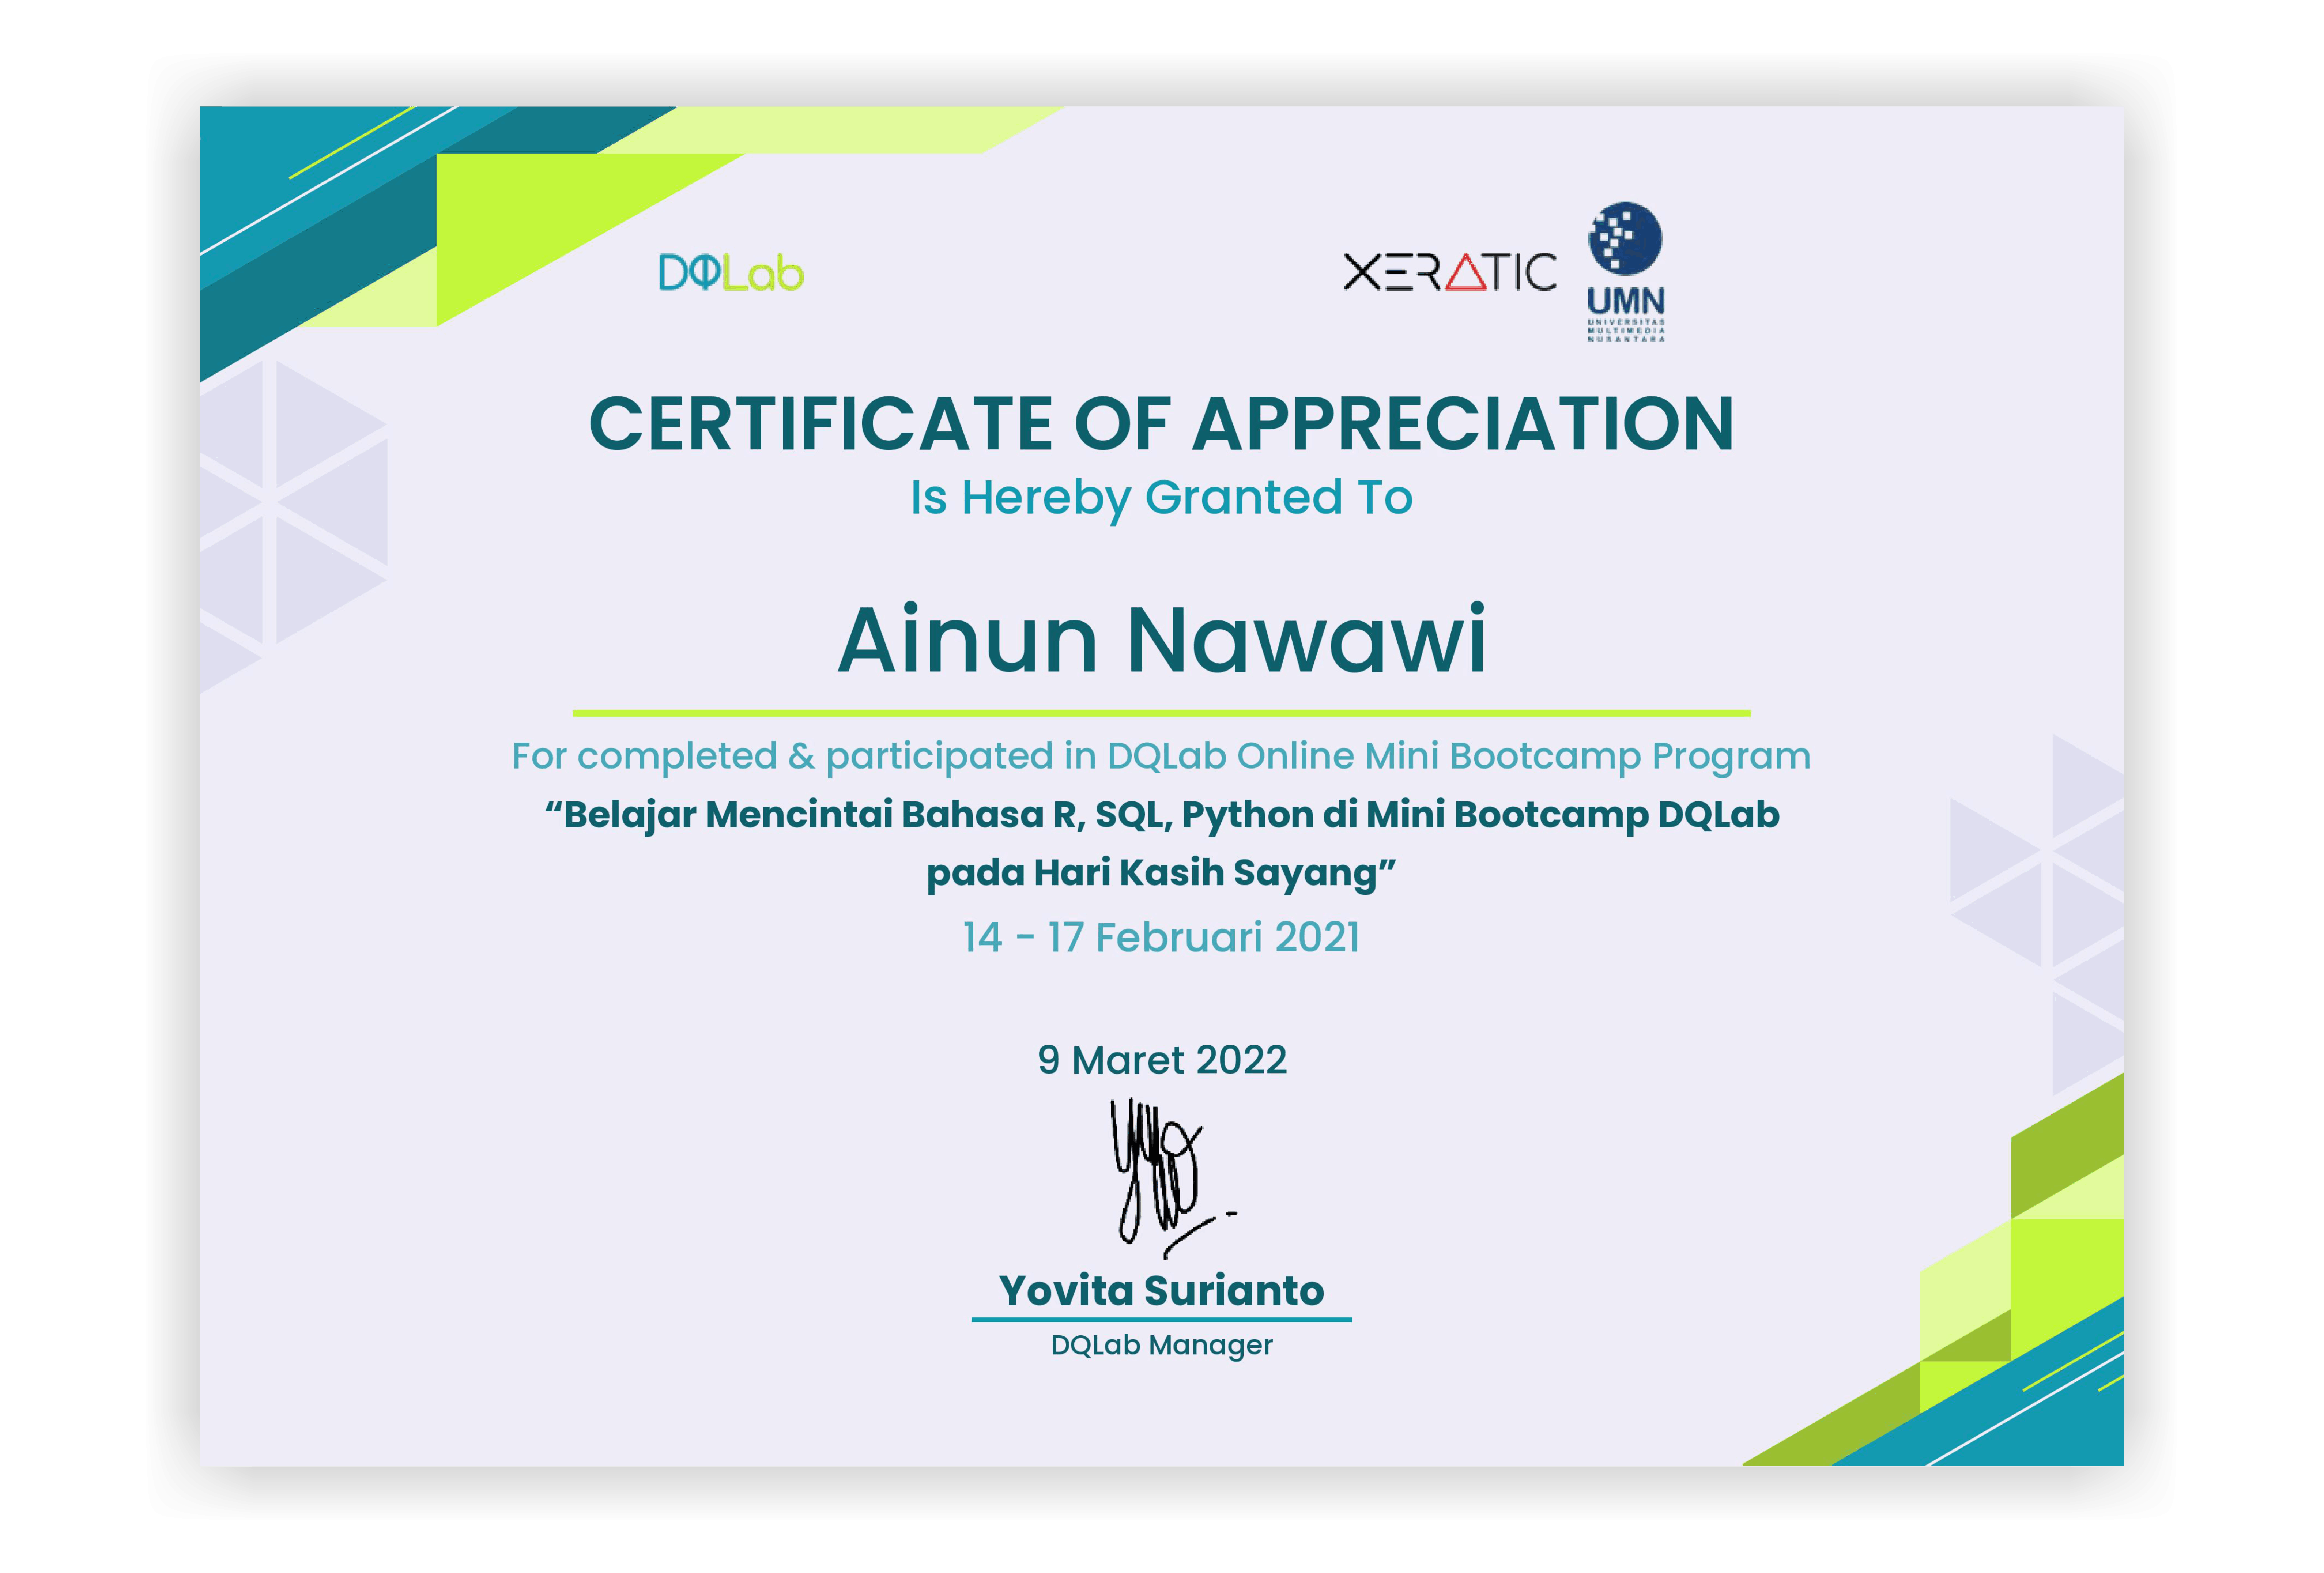 DQLab
XERATIC
UMN
UNIVERSITAS
MULTIMEDIA
NUSANTARA
CERTIFICATE OF APPRECIATION
Is Hereby Granted To
Ainun Nawawi
For completed & participated in DQLab Online Mini Bootcamp Program
“Belajar Mencintai Bahasa R, SQL, Python di Mini Bootcamp DQLab
pada Hari Kasih Sayang”
14 - 17 Februari 2021
9 Maret 2022
Yovita Surianto
DQLab Manager